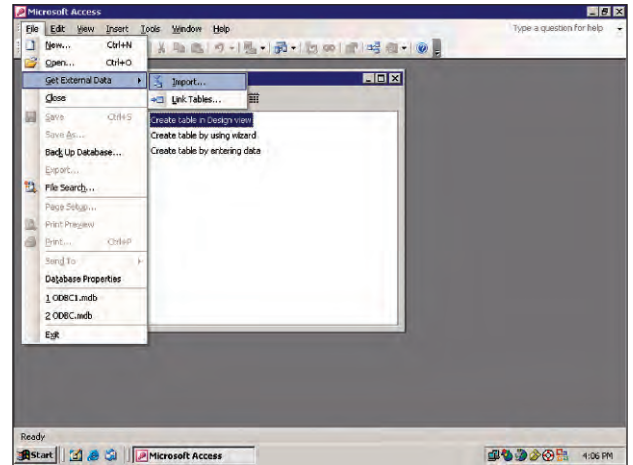 Microsoft Access
File Edit View Insert Tools Window Help Type a question for help
New... Ctrl+N
Open... Ctrl+O
Get External Data
Import...
Link Tables...
Close
Save Ctrl+S
Save As...
Back Up Database...
Export...
File Search...
Page Setup...
Print Preview
Print... Ctrl+P
Send To
Database Properties
1 ODBC1.mdb
2 ODBC.mdb
Exit
Create table in Design view
Create table by using wizard
Create table by entering data
Ready
Start Microsoft Access 4:06 PM